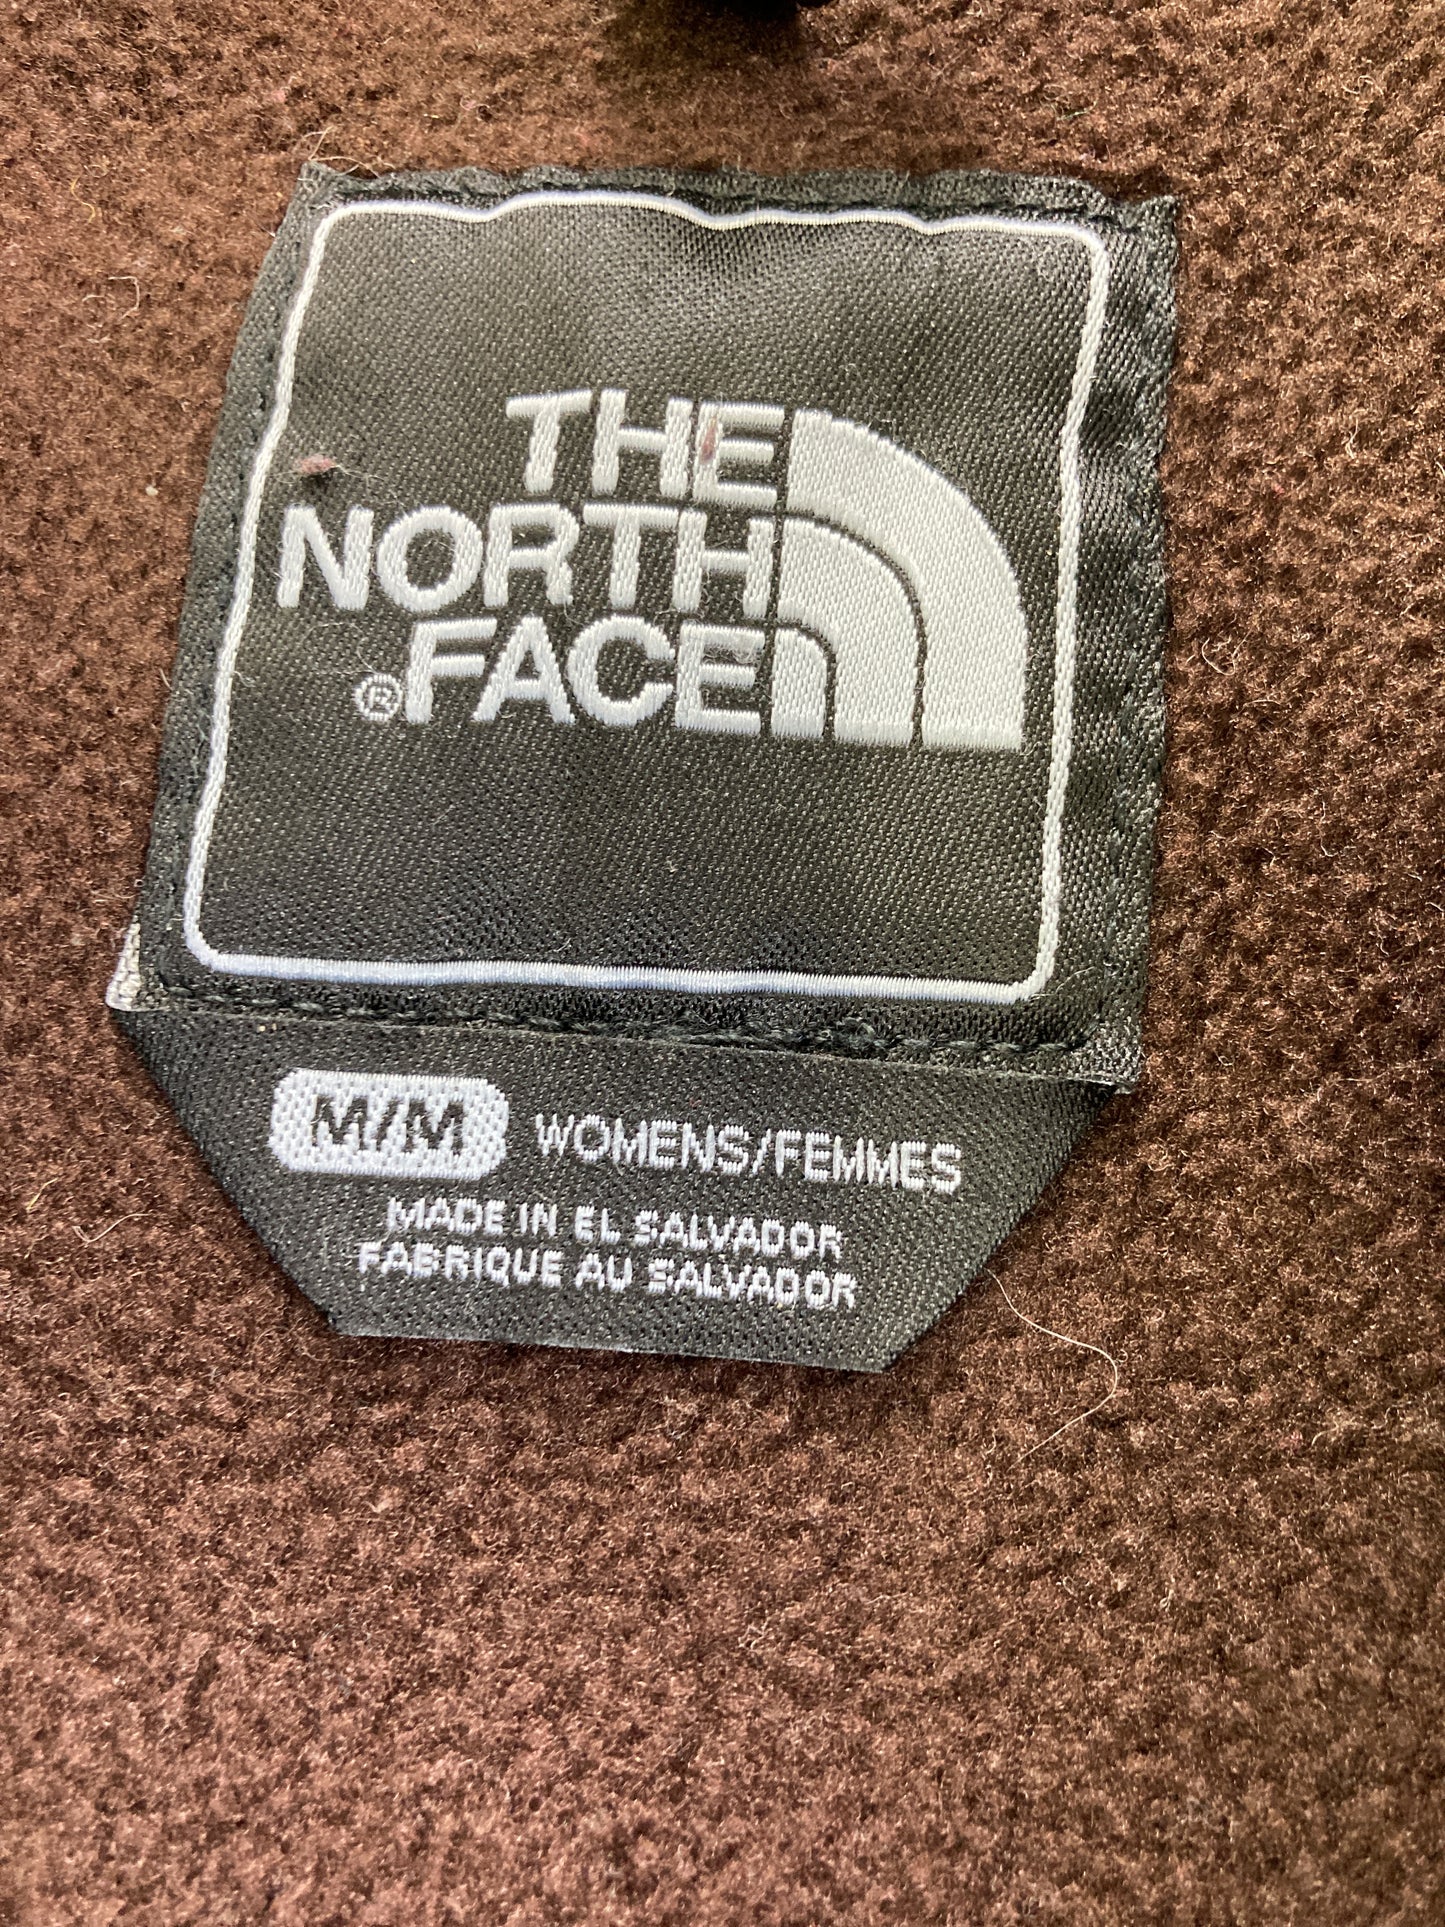 THE
NORTH
® FACE
M/M WOMENS/FEMMES
MADE IN EL SALVADOR
FABRIQUE AU SALVADOR